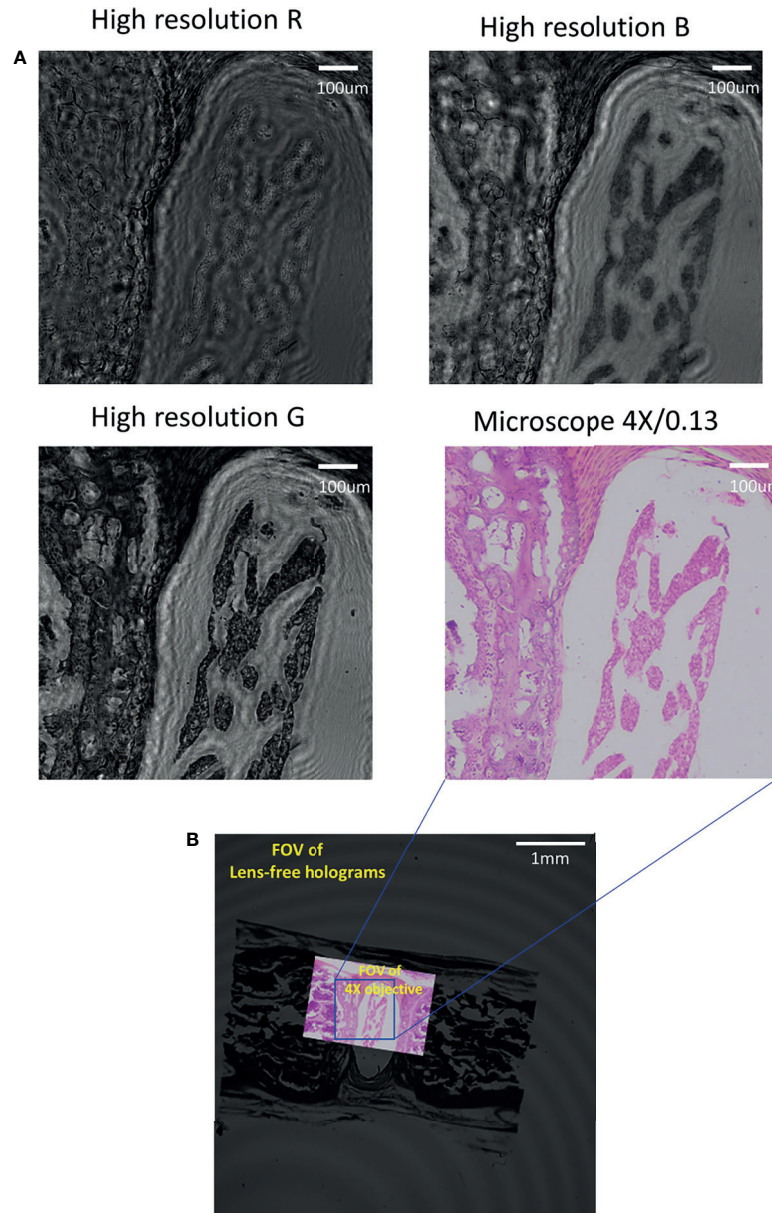 High resolution R
High resolution B
A
100um
100um
High resolution G
Microscope 4X/0.13
100um
100um
B
FOV of
Lens-free holograms
1mm
FOV of
4X objective